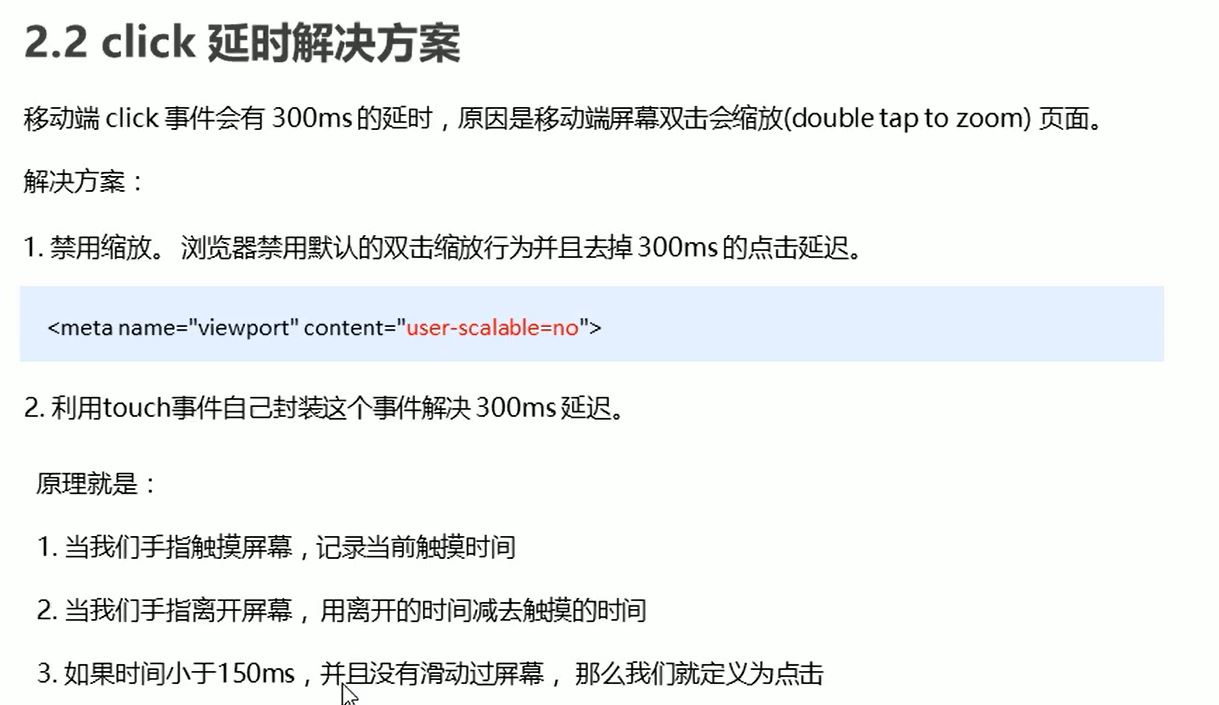 2.2 click 延时解决方案
移动端 click 事件会有 300ms 的延时，原因是移动端屏幕双击会缩放(double tap to zoom) 页面。
解决方案：
1. 禁用缩放。 浏览器禁用默认的双击缩放行为并且去掉 300ms 的点击延迟。
<meta name="viewport" content="user-scalable=no">
2. 利用touch事件自己封装这个事件解决 300ms 延迟。
原理就是：
1. 当我们手指触摸屏幕，记录当前触摸时间
2. 当我们手指离开屏幕， 用离开的时间减去触摸的时间
3. 如果时间小于150ms，并且没有滑动过屏幕， 那么我们就定义为点击